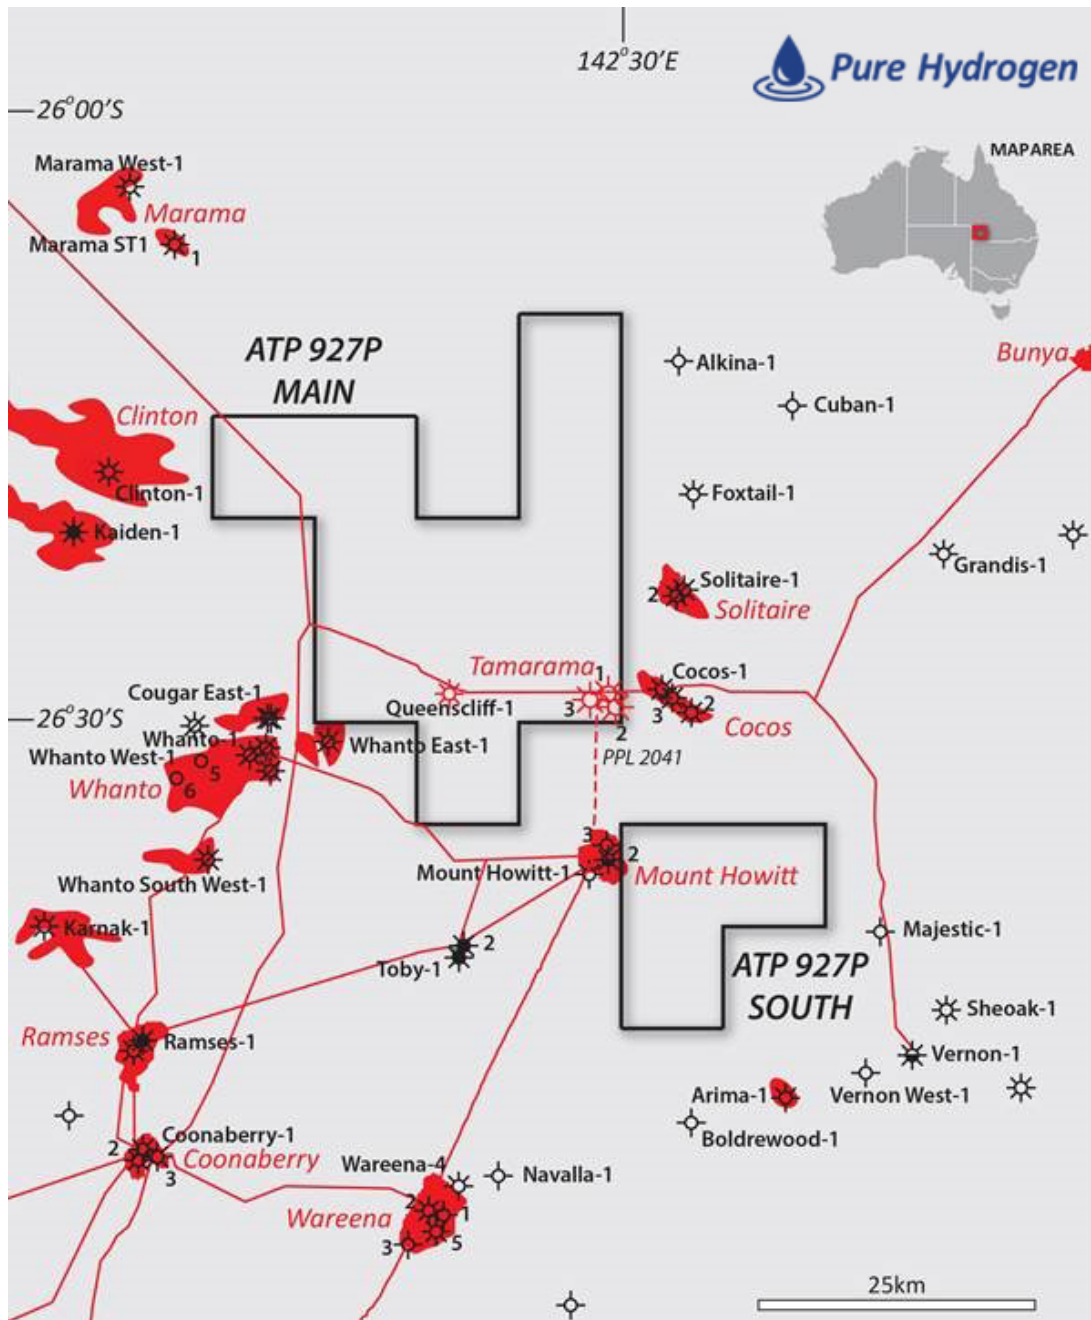 142°30'E
Pure Hydrogen
26°00'S
MAPAREA
Marama West-1
Marama
Marama ST1
1
ATP 927P
MAIN
Bunya
Alkina-1
Cuban-1
Clinton
Clinton-1
Foxtail-1
Kaiden-1
Grandis-1
Solitaire-1
2
Solitaire
Tamarama
1
Cocos-1
Cougar East-1
Queenscliff-1
3
2
3
2
26°30'S
Cocos
Whanto-1
Whanto East-1
Whanto West-1
5
PPL 2041
Whanto
6
3
2
Mount Howitt-1
Mount Howitt
Whanto South West-1
Karnak-1
Majestic-1
2
Toby-1
ATP 927P
SOUTH
Sheoak-1
Ramses
Ramses-1
Vernon-1
Arima-1
Vernon West-1
Boldrewood-1
Coonaberry-1
2
Coonaberry
3
Wareena-4
Navalla-1
2
1
Wareena
3
5
25km